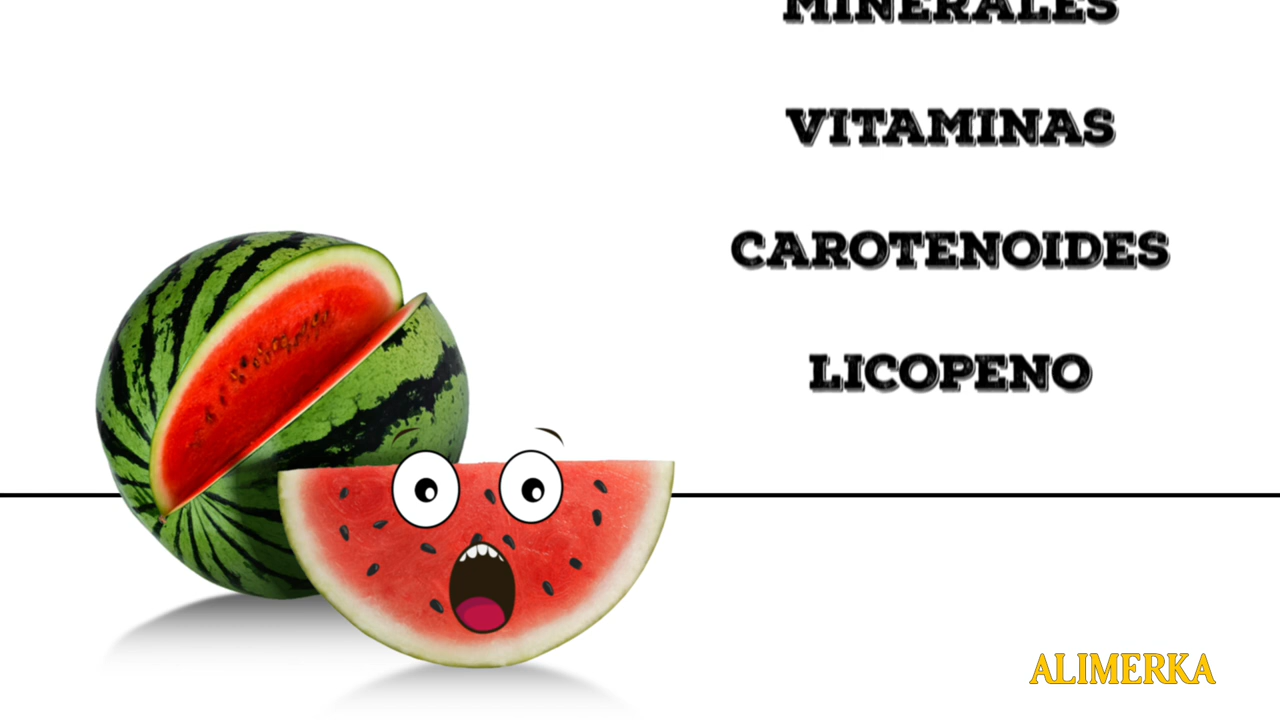 MINERALES
VITAMINAS
CAROTENOIDES
LICOPENO
ALIMERKA